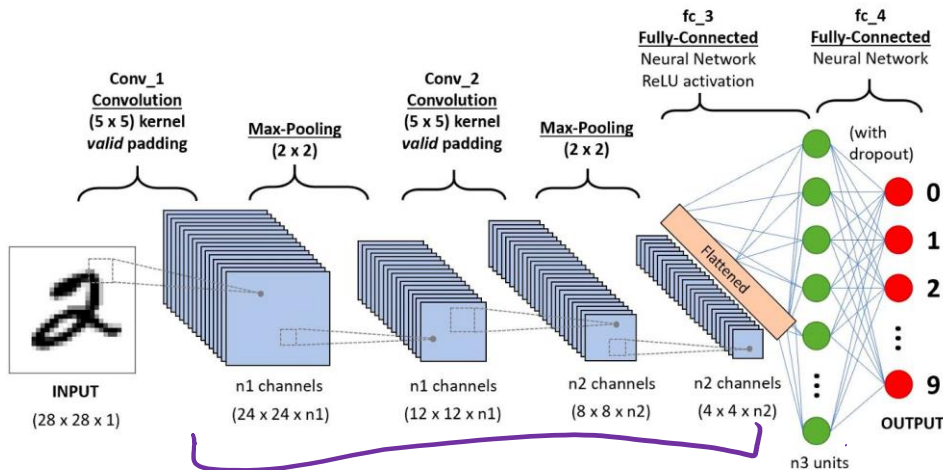 fc_3
Fully-Connected
Neural Network
ReLU activation
fc_4
Fully-Connected
Neural Network
Conv_1
Convolution
(5 x 5) kernel
valid padding
Max-Pooling
(2 x 2)
Conv_2
Convolution
(5 x 5) kernel
valid padding
Max-Pooling
(2 x 2)
(with
dropout)
Flattened
0
1
2
9
INPUT
(28 x 28 x 1)
n1 channels
(24 x 24 x n1)
n1 channels
(12 x 12 x n1)
n2 channels
(8 x 8 x n2)
n2 channels
(4 x 4 x n2)
OUTPUT
n3 units